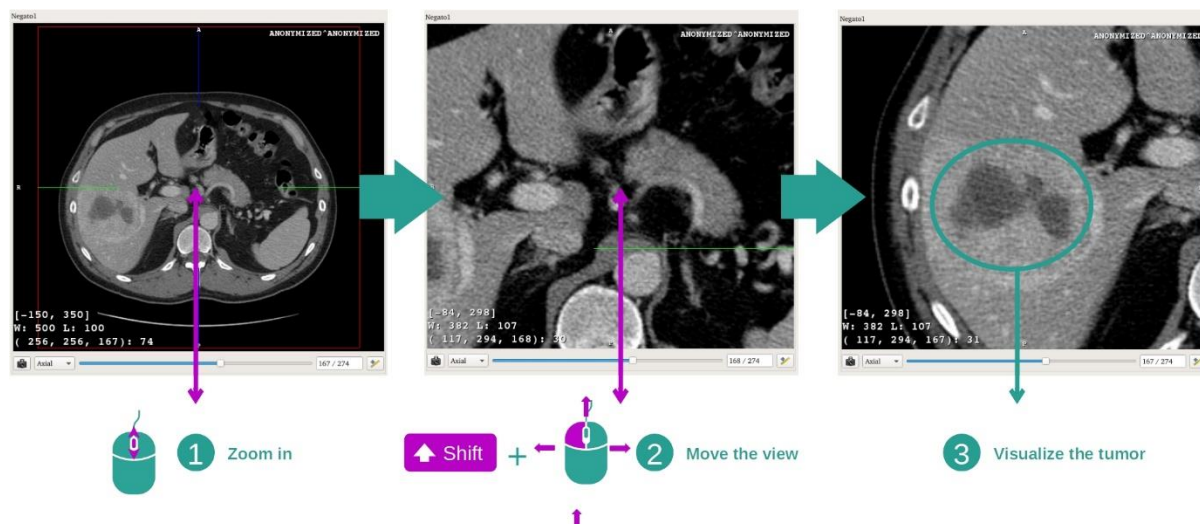 Negato1
A
ANONYMIZED^ANONYMIZED
R
[-150, 350]
W: 500 L: 100
( 256, 256, 167): 74
Axial
167 / 274
Negato1
A
ANONYMIZED^ANONYMIZED
[-84, 298]
W: 382 L: 107
( 117, 294, 168): 30
Axial
168 / 274
Negato1
A
ANONYMIZED^ANONYMIZED
[-84, 298]
W: 382 L: 107
( 117, 294, 167): 31
Axial
167 / 274
1 Zoom in
Shift + 2 Move the view
3 Visualize the tumor